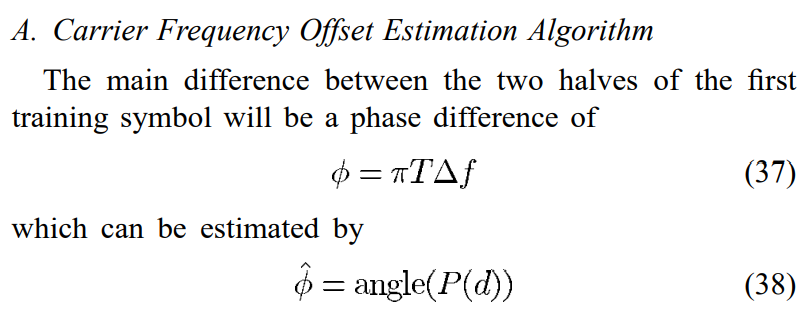 A. Carrier Frequency Offset Estimation Algorithm
The main difference between the two halves of the first
training symbol will be a phase difference of
ϕ = πTΔf (37)
which can be estimated by
ϕ̂ = angle(P(d)) (38)